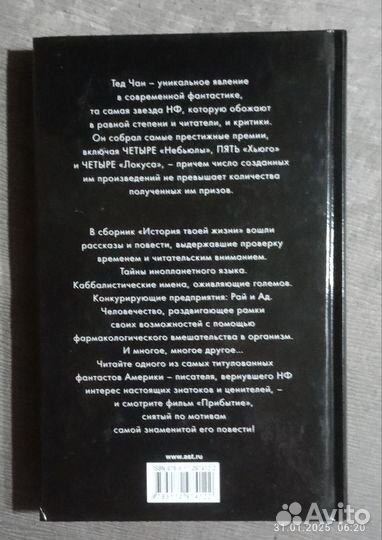 Тед Чан – уникальное явление
в современной фантастике,
та самая звезда НФ, которую обожают
в равной степени и читатели, и критики.
Он собрал самые престижные премии,
включая ЧЕТЫРЕ «Небьюлы», ПЯТЬ «Хьюго»
и ЧЕТЫРЕ «Локуса», – причем число созданных
им произведений не превышает количества
полученных им призов.
В сборник «История твоей жизни» вошли
рассказы и повести, выдержавшие проверку
временем и читательским вниманием.
Тайны инопланетного языка.
Каббалистические имена, оживляющие големов.
Конкурирующие предприятия: Рай и Ад.
Человечество, раздвигающее рамки
своих возможностей с помощью
фармакологического вмешательства в организм.
И многое, многое другое...
Читайте одного из самых титулованных
фантастов Америки – писателя, вернувшего НФ
интерес настоящих знатоков и ценителей, –
и смотрите фильм «Прибытие»,
снятый по мотивам
самой знаменитой его повести!
www.ast.ru
Avito
31.01.2025 06:20